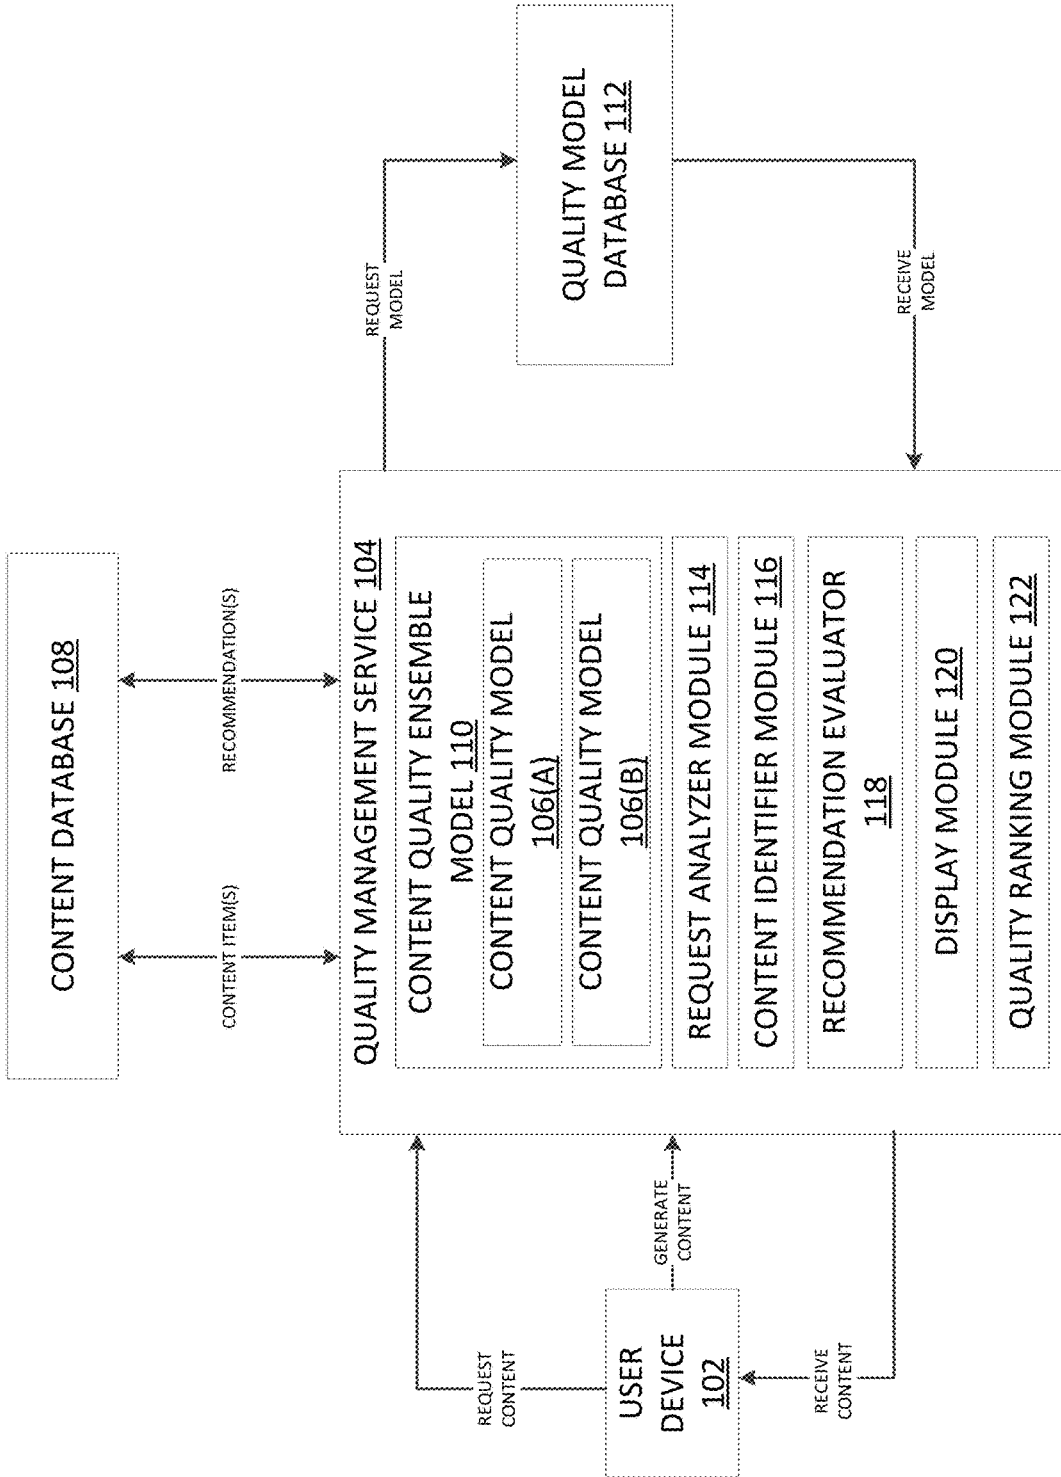 CONTENT DATABASE 108
CONTENT ITEM(S)
RECOMMENDATION(S)
REQUEST
CONTENT
USER
DEVICE
102
GENERATE
CONTENT
RECEIVE
CONTENT
QUALITY MANAGEMENT SERVICE 104
CONTENT QUALITY ENSEMBLE
MODEL 110
CONTENT QUALITY MODEL
106(A)
CONTENT QUALITY MODEL
106(B)
REQUEST ANALYZER MODULE 114
CONTENT IDENTIFIER MODULE 116
RECOMMENDATION EVALUATOR
118
DISPLAY MODULE 120
QUALITY RANKING MODULE 122
REQUEST
MODEL
QUALITY MODEL
DATABASE 112
RECEIVE
MODEL